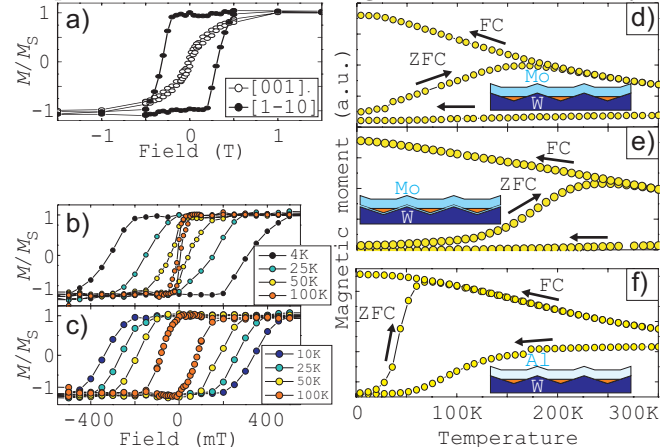 a)
M/MS
1
0
-1
[001].
[1-10]
-1
0
1
Field (T)
b)
M/MS
1
0
-1
4K
25K
50K
100K
c)
M/MS
1
0
-1
10K
25K
50K
100K
-400
0
400
Field (mT)
Magnetic moment (a.u.)
d)
FC
ZFC
Mo
W
e)
FC
ZFC
Mo
W
f)
FC
ZFC
Al
W
0
100K
200K
300K
Temperature